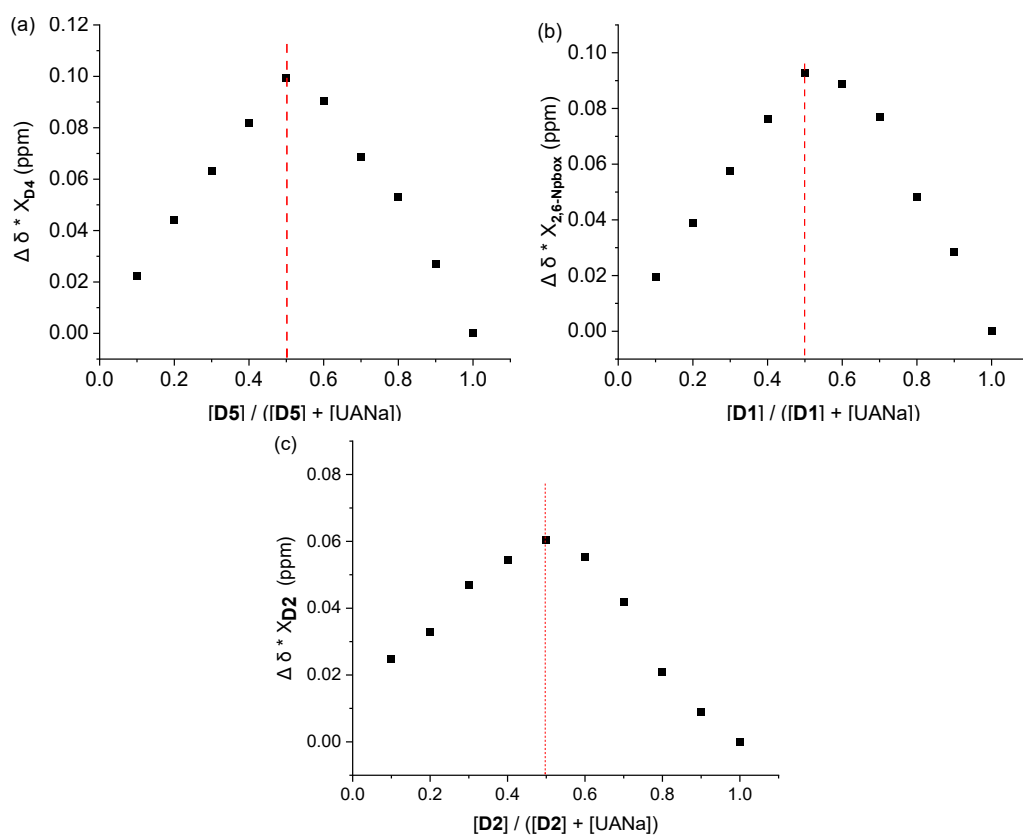 (a)
0.12
0.10
0.08
0.06
0.04
0.02
0.00
Δ δ * X_D4 (ppm)
0.0 0.2 0.4 0.6 0.8 1.0
[D5] / ([D5] + [UANa])
(b)
0.10
0.08
0.06
0.04
0.02
0.00
Δ δ * X_2,6-Npbox (ppm)
0.0 0.2 0.4 0.6 0.8 1.0
[D1] / ([D1] + [UANa])
(c)
0.08
0.06
0.04
0.02
0.00
Δ δ * X_D2 (ppm)
0.0 0.2 0.4 0.6 0.8 1.0
[D2] / ([D2] + [UANa])